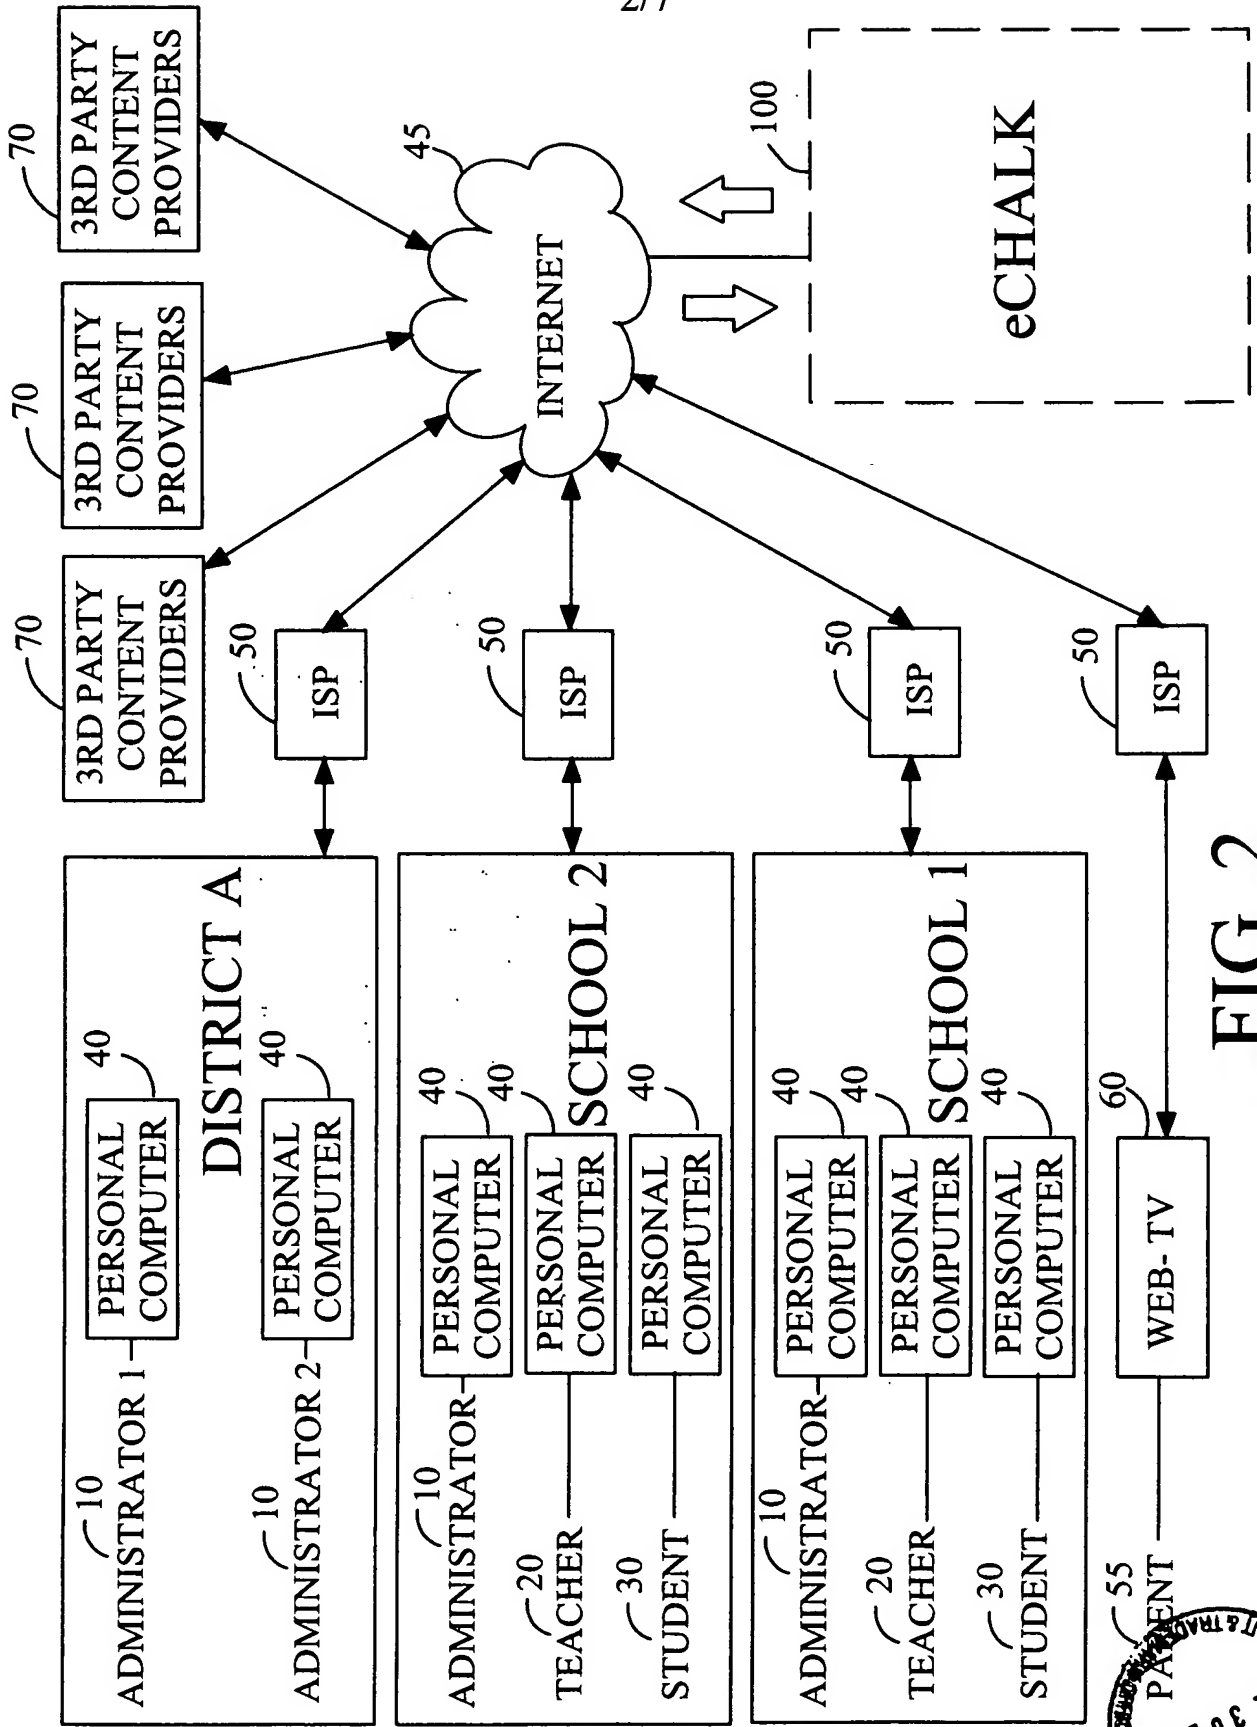 2/7
70
3RD PARTY
CONTENT
PROVIDERS
70
3RD PARTY
CONTENT
PROVIDERS
70
3RD PARTY
CONTENT
PROVIDERS
45
INTERNET
100
eCHALK
50
ISP
50
ISP
50
ISP
50
ISP
DISTRICT A
10
ADMINISTRATOR 1
40
PERSONAL
COMPUTER
10
ADMINISTRATOR 2
40
PERSONAL
COMPUTER
SCHOOL 2
10
ADMINISTRATOR
40
PERSONAL
COMPUTER
20
TEACHER
40
PERSONAL
COMPUTER
30
STUDENT
40
PERSONAL
COMPUTER
SCHOOL 1
10
ADMINISTRATOR
40
PERSONAL
COMPUTER
20
TEACHER
40
PERSONAL
COMPUTER
30
STUDENT
40
PERSONAL
COMPUTER
55
PARENT
60
WEB-TV
FIG 2